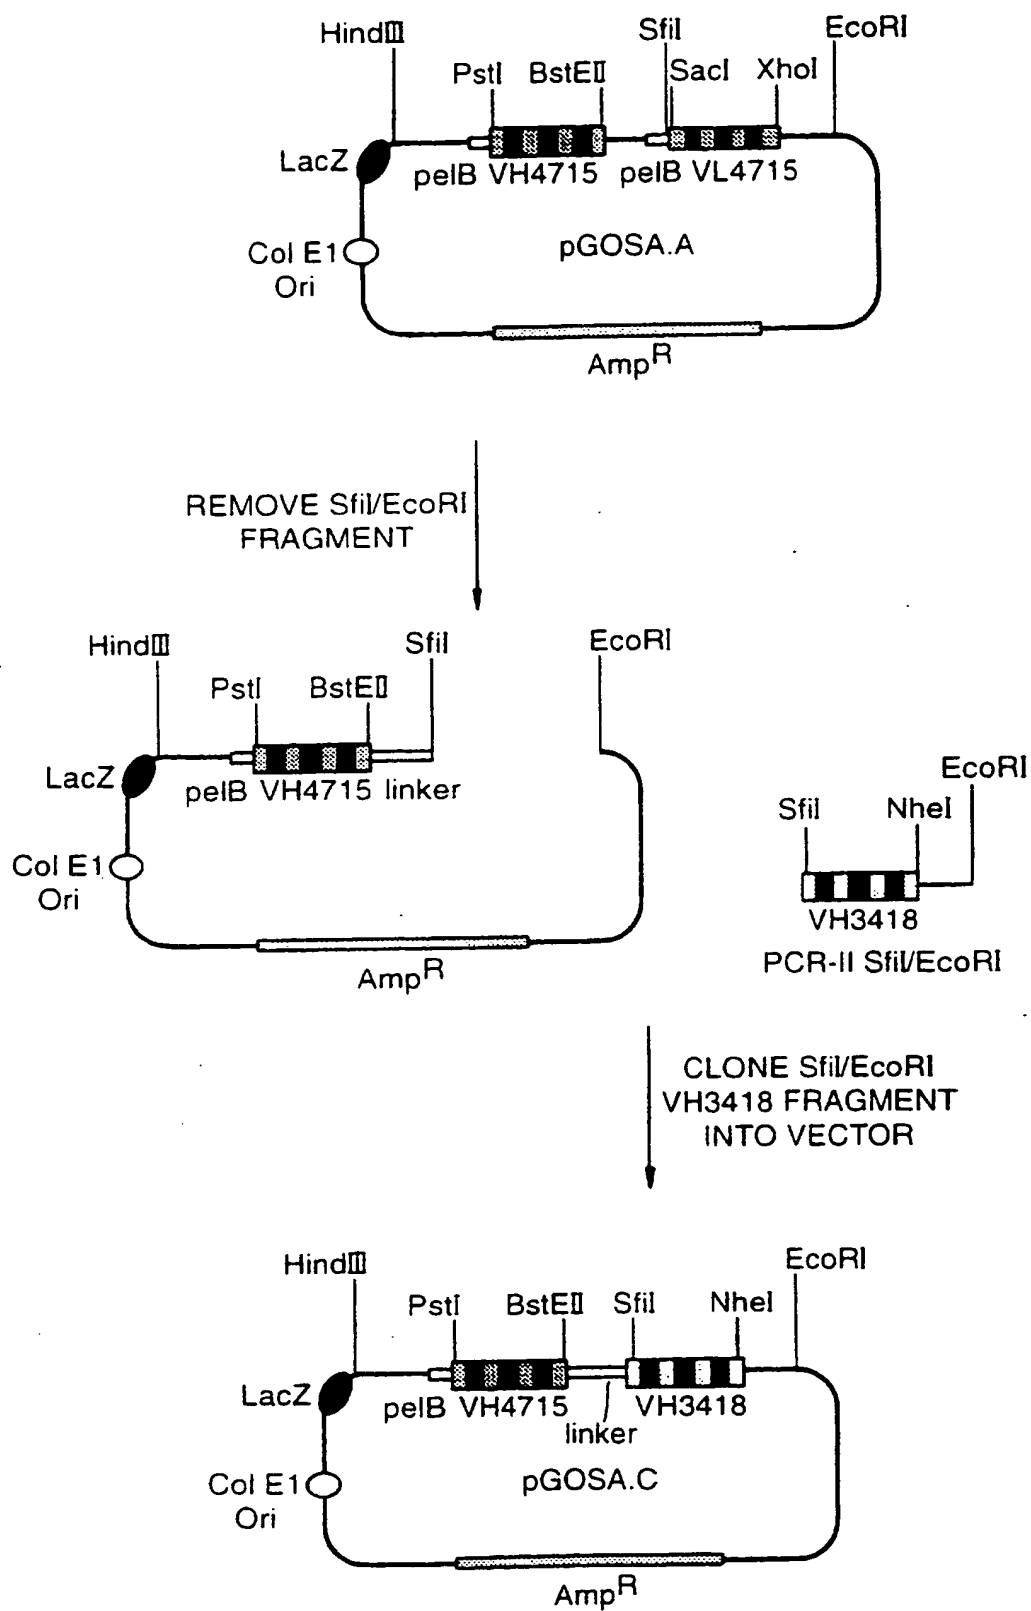 HindIII
SfiI
EcoRI
PstI
BstEII
SacI
XhoI
LacZ
pelB VH4715
pelB VL4715
Col E1
Ori
pGOSA.A
AmpR
REMOVE SfiI/EcoRI
FRAGMENT
HindIII
SfiI
EcoRI
PstI
BstEII
LacZ
pelB VH4715 linker
Col E1
Ori
AmpR
EcoRI
SfiI
NheI
VH3418
PCR-II SfiI/EcoRI
CLONE SfiI/EcoRI
VH3418 FRAGMENT
INTO VECTOR
HindIII
EcoRI
PstI
BstEII
SfiI
NheI
LacZ
pelB VH4715
VH3418
linker
Col E1
Ori
pGOSA.C
AmpR